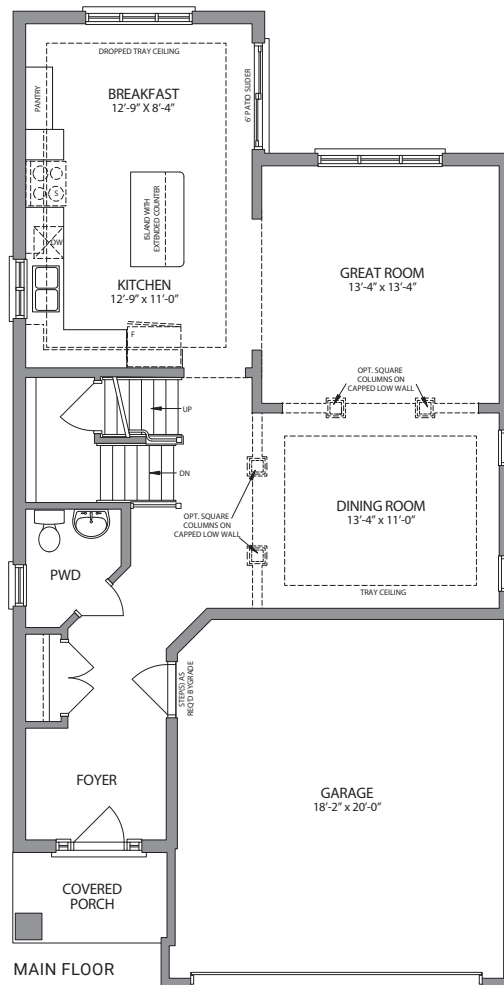 DROPPED TRAY CEILING
BREAKFAST
12'-9" X 8'-4"
PANTRY
6' PATIO SLIDER
S
ISLAND WITH
EXTENDED COUNTER
DW
KITCHEN
12'-9" x 11'-0"
F
GREAT ROOM
13'-4" x 13'-4"
OPT. SQUARE
COLUMNS ON
CAPPED LOW WALL
UP
DN
OPT. SQUARE
COLUMNS ON
CAPPED LOW WALL
DINING ROOM
13'-4" x 11'-0"
TRAY CEILING
PWD
STEP(S) AS
REQ'D BYGRADE
FOYER
GARAGE
18'-2" x 20'-0"
COVERED
PORCH
MAIN FLOOR